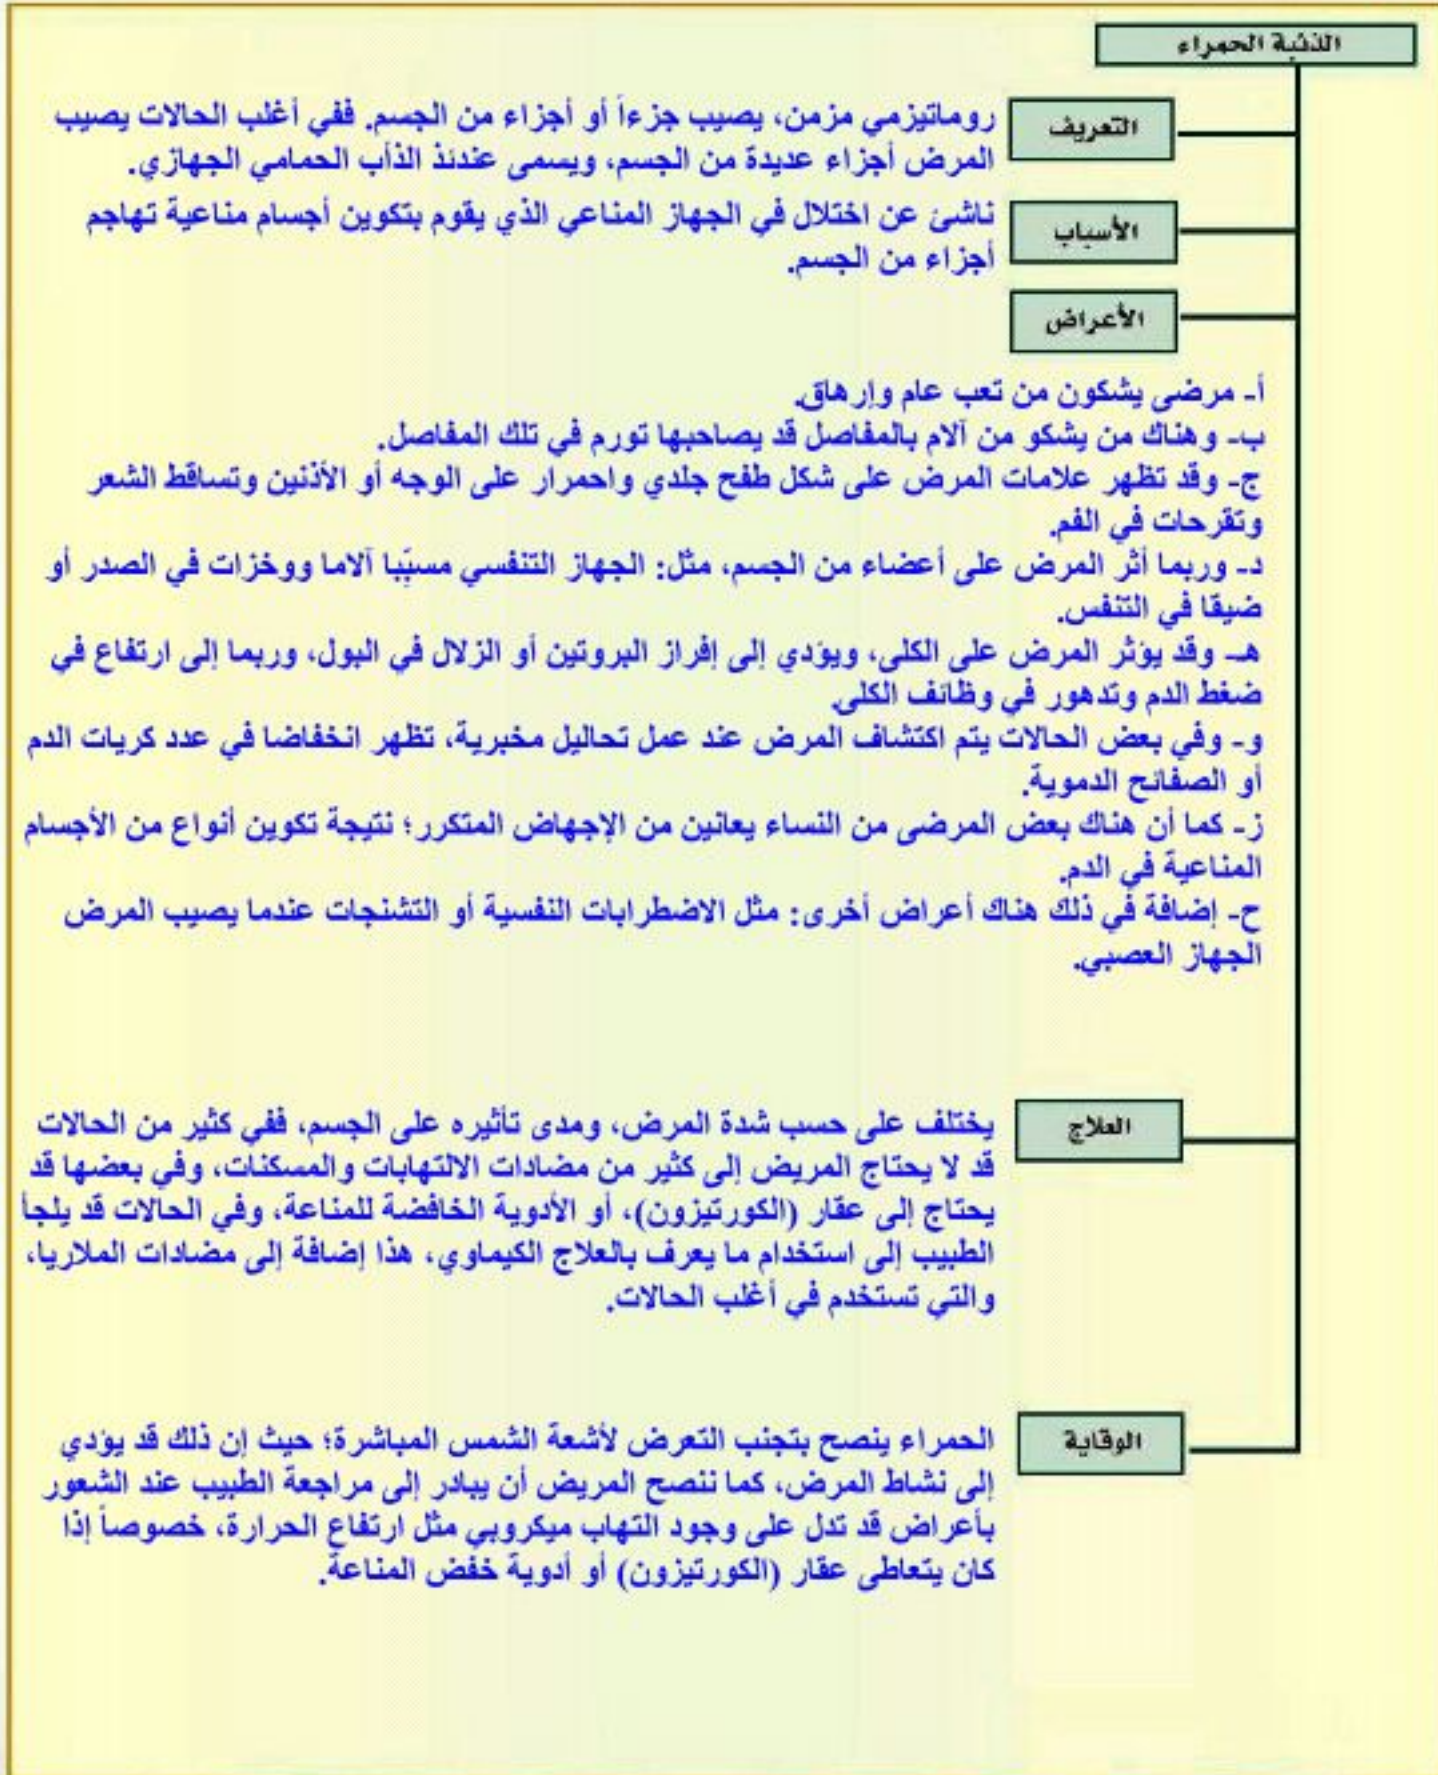 الذئبة الحمراء
التعريف
روماتيزمي مزمن، يصيب جزءاً أو أجزاء من الجسم. ففي أغلب الحالات يصيب
المرض أجزاء عديدة من الجسم، ويسمى عندئذ الذأب الحمامي الجهازي.
الأسباب
ناشئ عن اختلال في الجهاز المناعي الذي يقوم بتكوين أجسام مناعية تهاجم
أجزاء من الجسم.
الأعراض
أ- مرضى يشكون من تعب عام وإرهاق.
ب- وهناك من يشكو من آلام بالمفاصل قد يصاحبها تورم في تلك المفاصل.
ج- وقد تظهر علامات المرض على شكل طفح جلدي واحمرار على الوجه أو الأذنين وتساقط الشعر
وتقرحات في الفم.
د- وربما أثر المرض على أعضاء من الجسم، مثل: الجهاز التنفسي مسبّبا آلاما ووخزات في الصدر أو
ضيقا في التنفس.
هـ- وقد يؤثر المرض على الكلى، ويؤدي إلى إفراز البروتين أو الزلال في البول، وربما إلى ارتفاع في
ضغط الدم وتدهور في وظائف الكلى.
و- وفي بعض الحالات يتم اكتشاف المرض عند عمل تحاليل مخبرية، تظهر انخفاضا في عدد كريات الدم
أو الصفائح الدموية.
ز- كما أن هناك بعض المرضى من النساء يعانين من الإجهاض المتكرر؛ نتيجة تكوين أنواع من الأجسام
المناعية في الدم.
ح- إضافة في ذلك هناك أعراض أخرى: مثل الاضطرابات النفسية أو التشنجات عندما يصيب المرض
الجهاز العصبي.
العلاج
يختلف على حسب شدة المرض، ومدى تأثيره على الجسم، ففي كثير من الحالات
قد لا يحتاج المريض إلى كثير من مضادات الالتهابات والمسكنات، وفي بعضها قد
يحتاج إلى عقار (الكورتيزون)، أو الأدوية الخافضة للمناعة، وفي الحالات قد يلجأ
الطبيب إلى استخدام ما يعرف بالعلاج الكيماوي، هذا إضافة إلى مضادات الملاريا،
والتي تستخدم في أغلب الحالات.
الوقاية
الحمراء ينصح بتجنب التعرض لأشعة الشمس المباشرة؛ حيث إن ذلك قد يؤدي
إلى نشاط المرض، كما ننصح المريض أن يبادر إلى مراجعة الطبيب عند الشعور
بأعراض قد تدل على وجود التهاب ميكروبي مثل ارتفاع الحرارة، خصوصاً إذا
كان يتعاطى عقار (الكورتيزون) أو أدوية خفض المناعة.